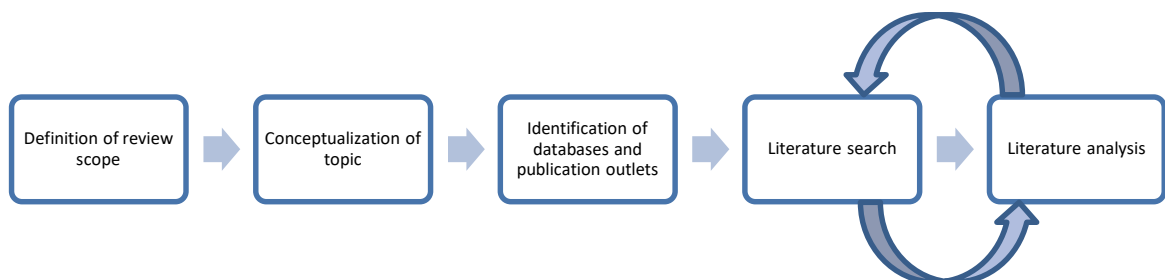 Definition of review
scope
Conceptualization of
topic
Identification of
databases and
publication outlets
Literature search
Literature analysis